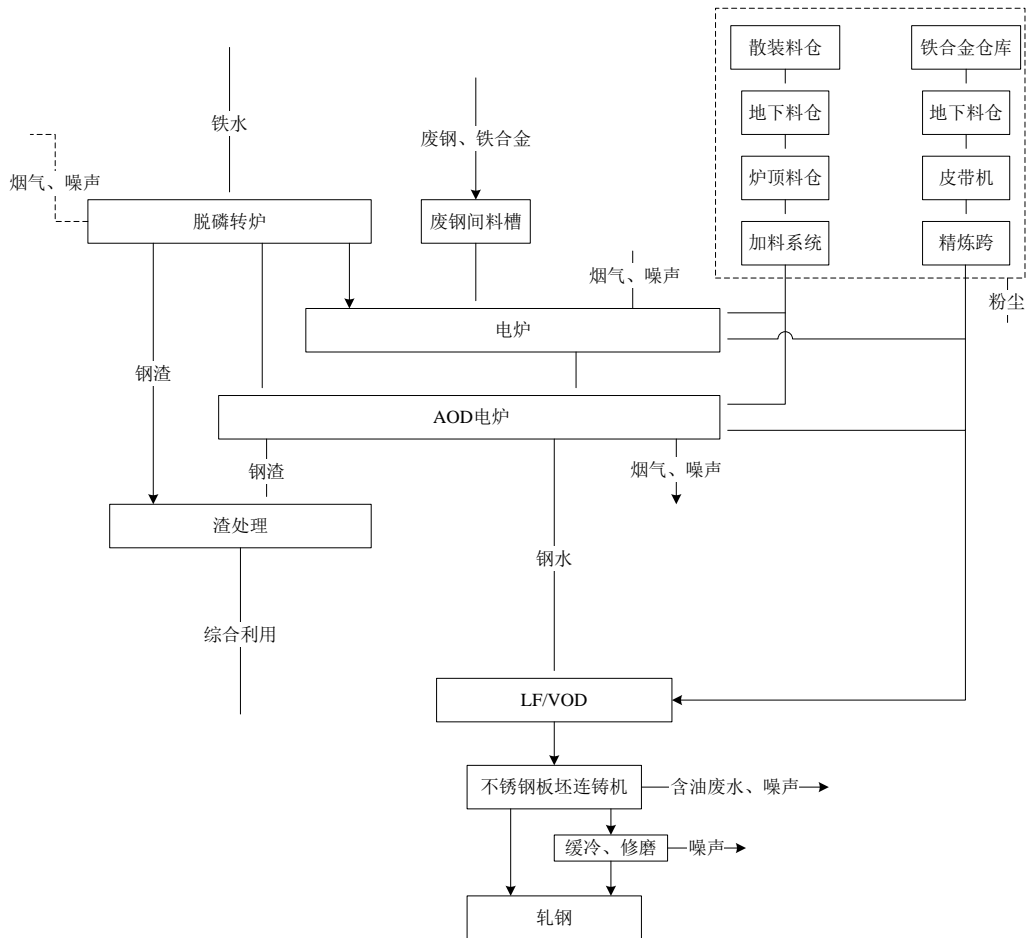 散装料仓
铁合金仓库
地下料仓
地下料仓
铁水
废钢、铁合金
烟气、噪声
炉顶料仓
皮带机
脱磷转炉
废钢间料槽
加料系统
精炼跨
烟气、噪声
粉尘
电炉
钢渣
AOD电炉
钢渣
烟气、噪声
渣处理
钢水
综合利用
LF/VOD
不锈钢板坯连铸机
含油废水、噪声
缓冷、修磨
噪声
轧钢